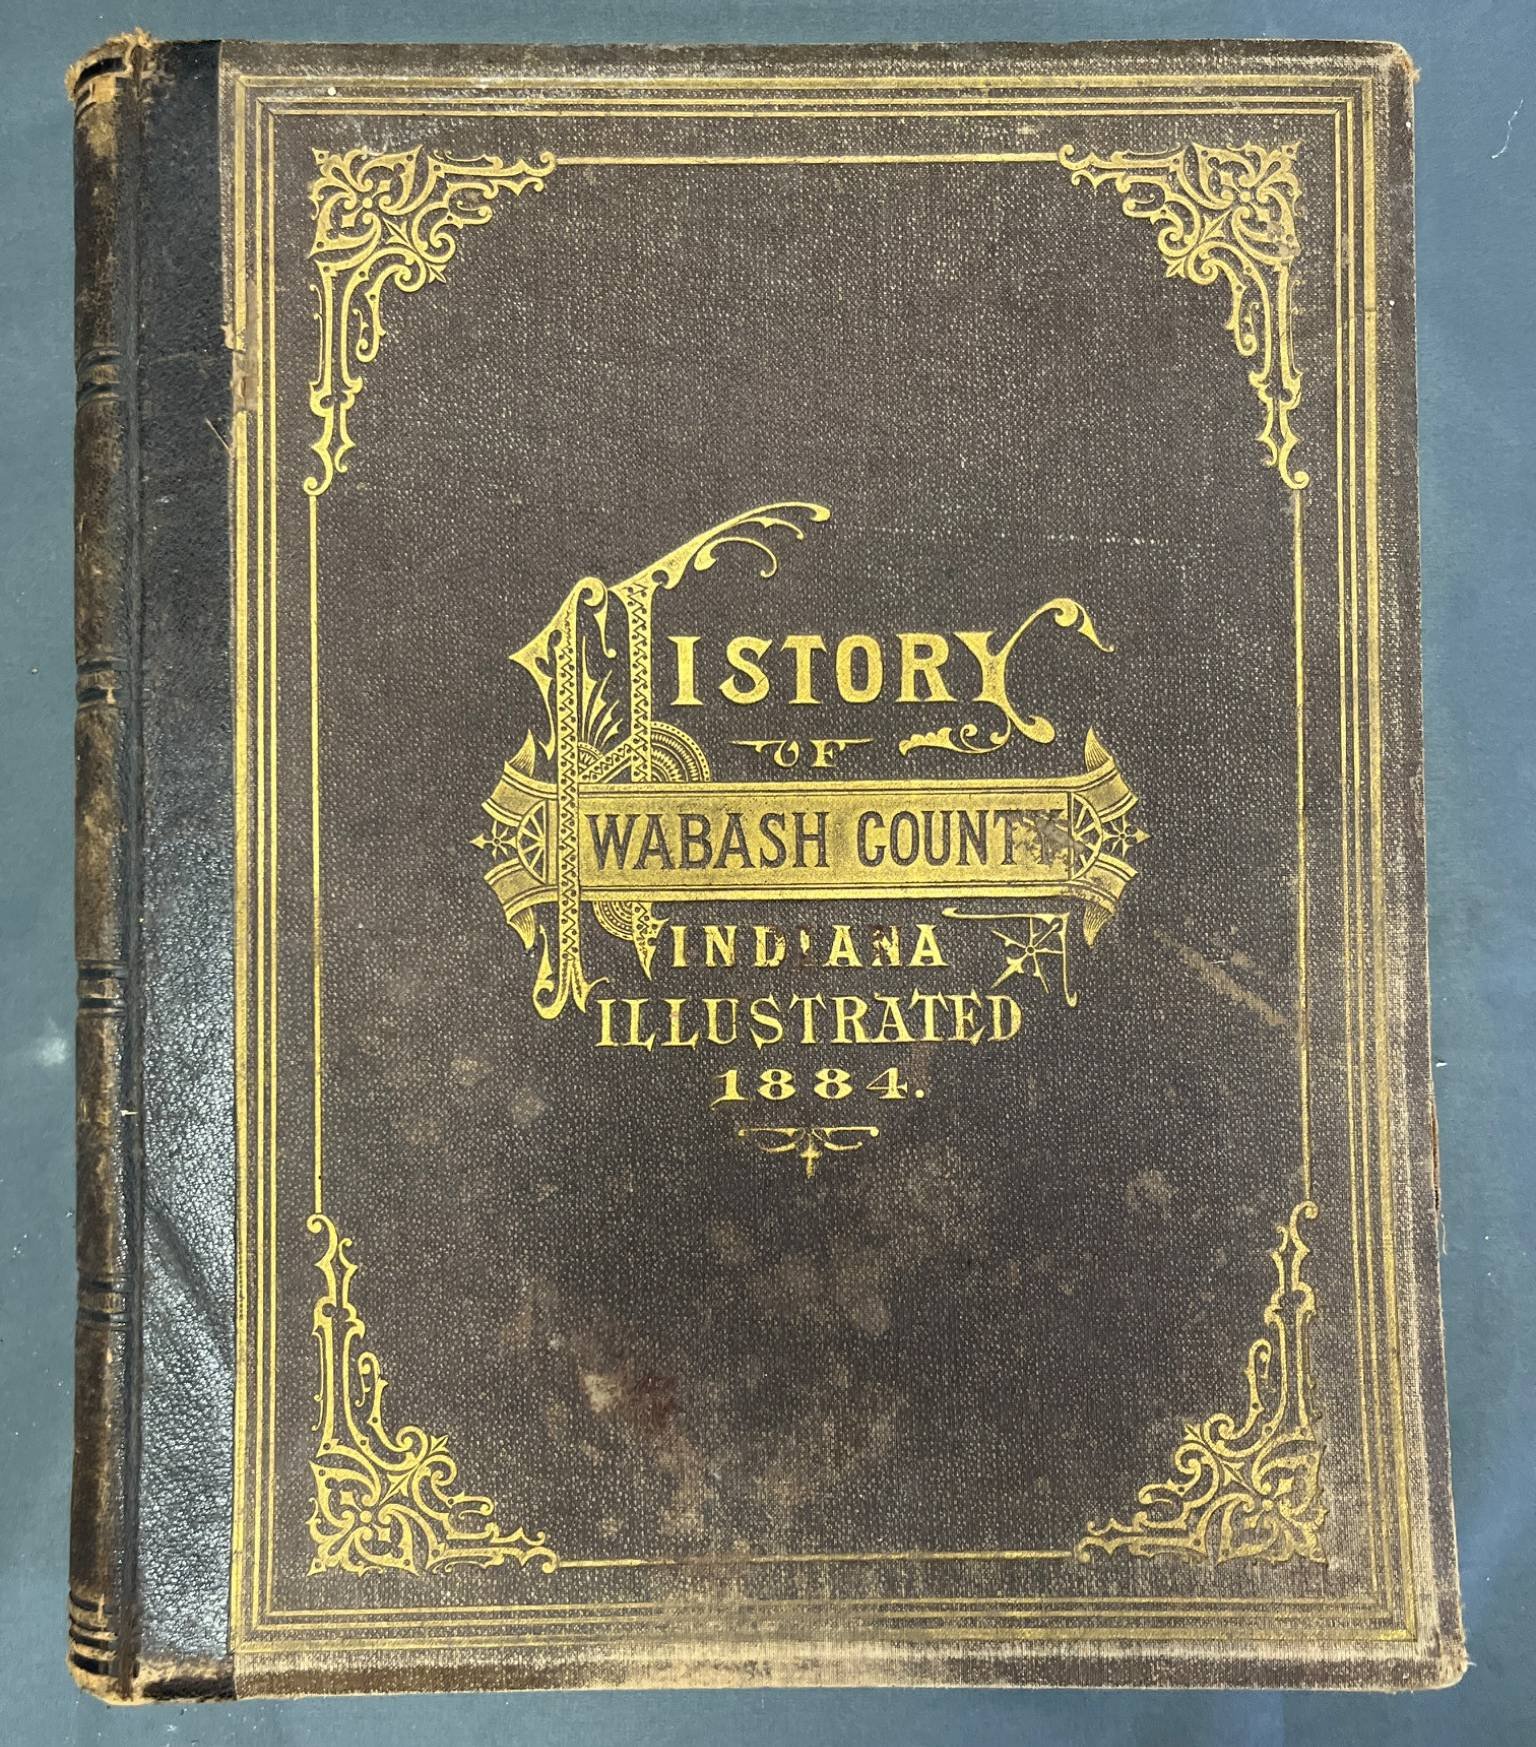 HISTORY
OF
WABASH COUNTY
INDIANA
ILLUSTRATED
1884.